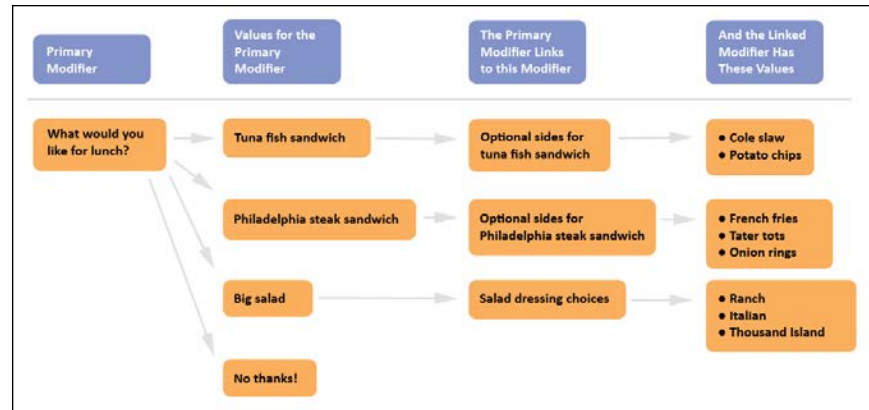 Primary
Modifier
Values for the
Primary
Modifier
The Primary
Modifier Links
to this Modifier
And the Linked
Modifier Has
These Values
What would you
like for lunch?
Tuna fish sandwich
Optional sides for
tuna fish sandwich
● Cole slaw
● Potato chips
Philadelphia steak sandwich
Optional sides for
Philadelphia steak sandwich
● French fries
● Tater tots
● Onion rings
Big salad
Salad dressing choices
● Ranch
● Italian
● Thousand Island
No thanks!